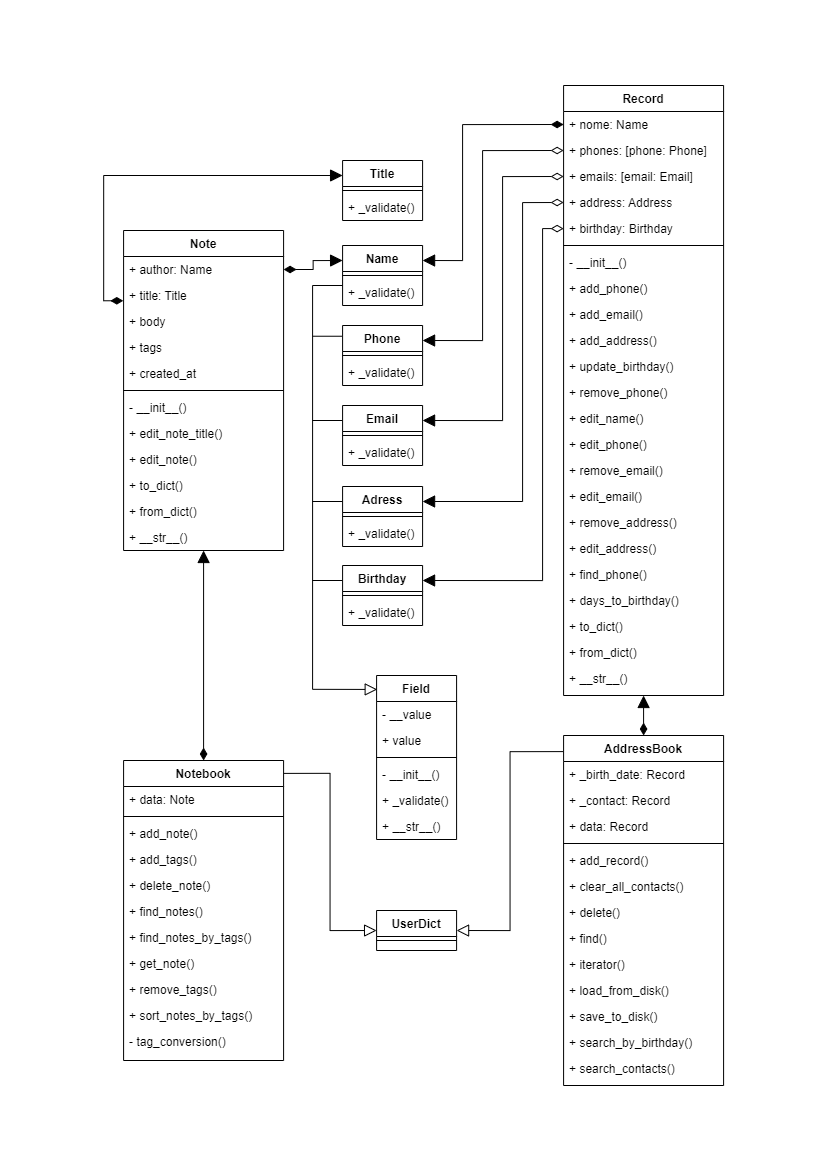 Record
+ nome: Name
+ phones: [phone: Phone]
+ emails: [email: Email]
+ address: Address
+ birthday: Birthday
- __init__()
+ add_phone()
+ add_email()
+ add_address()
+ update_birthday()
+ remove_phone()
+ edit_name()
+ edit_phone()
+ remove_email()
+ edit_email()
+ remove_address()
+ edit_address()
+ find_phone()
+ days_to_birthday()
+ to_dict()
+ from_dict()
+ __str__()
Title
+ _validate()
Note
+ author: Name
+ title: Title
+ body
+ tags
+ created_at
- __init__()
+ edit_note_title()
+ edit_note()
+ to_dict()
+ from_dict()
+ __str__()
Name
+ _validate()
Phone
+ _validate()
Email
+ _validate()
Adress
+ _validate()
Birthday
+ _validate()
Field
- __value
+ value
- __init__()
+ _validate()
+ __str__()
Notebook
+ data: Note
+ add_note()
+ add_tags()
+ delete_note()
+ find_notes()
+ find_notes_by_tags()
+ get_note()
+ remove_tags()
+ sort_notes_by_tags()
- tag_conversion()
UserDict
AddressBook
+ _birth_date: Record
+ _contact: Record
+ data: Record
+ add_record()
+ clear_all_contacts()
+ delete()
+ find()
+ iterator()
+ load_from_disk()
+ save_to_disk()
+ search_by_birthday()
+ search_contacts()